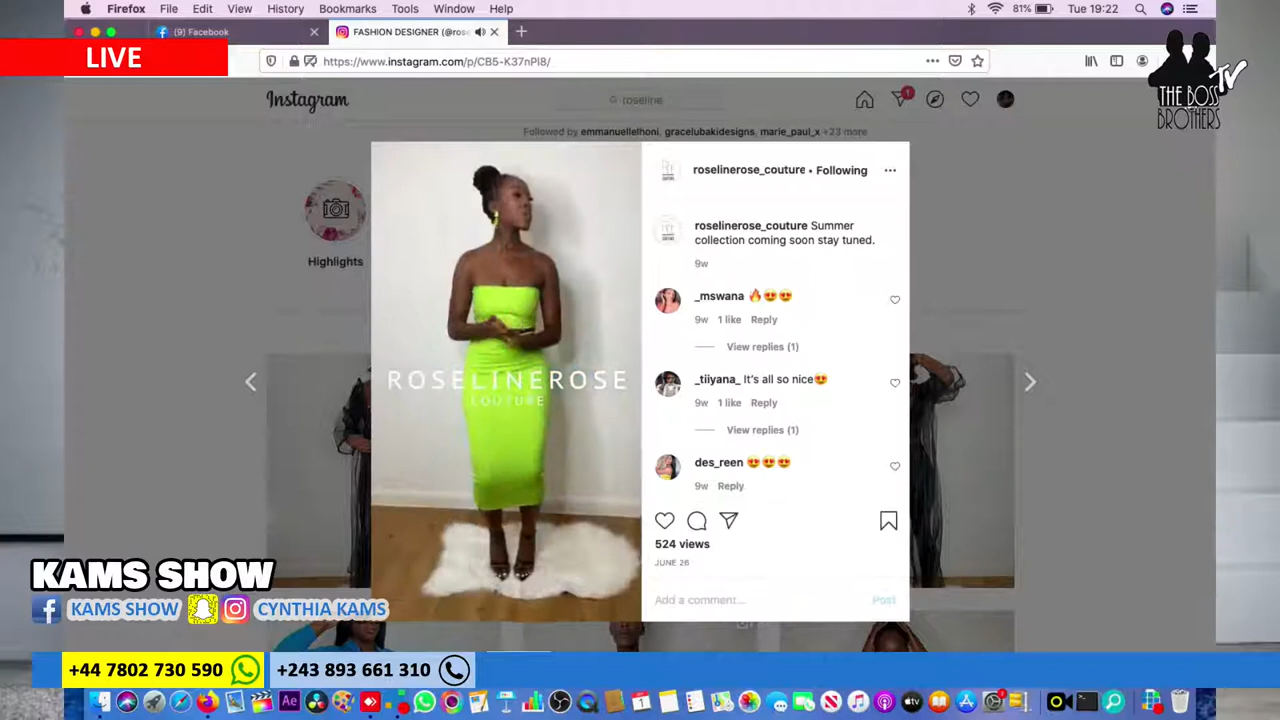 Firefox File Edit View History Bookmarks Tools Window Help
81% Tue 19:22
(9) Facebook
FASHION DESIGNER (@rose
LIVE
https://www.instagram.com/p/CB5-K37nPl8/
THE BOSS
BROTHERS
TV
Instagram
roseline
1
Followed by emmanuellelhoni, gracelubakidesigns, marie_paul_x +23 more
roselinerose_couture • Following
roselinerose_couture Summer
collection coming soon stay tuned.
9w
Highlights
_mswana 🔥😍😍
9w 1 like Reply
View replies (1)
_tiiyana_ It's all so nice😍
9w 1 like Reply
View replies (1)
ROSELINEROSE
COUTURE
des_reen 😍😍😍
9w Reply
524 views
JUNE 26
Add a comment... Post
KAMS SHOW
KAMS SHOW CYNTHIA KAMS
+44 7802 730 590 +243 893 661 310